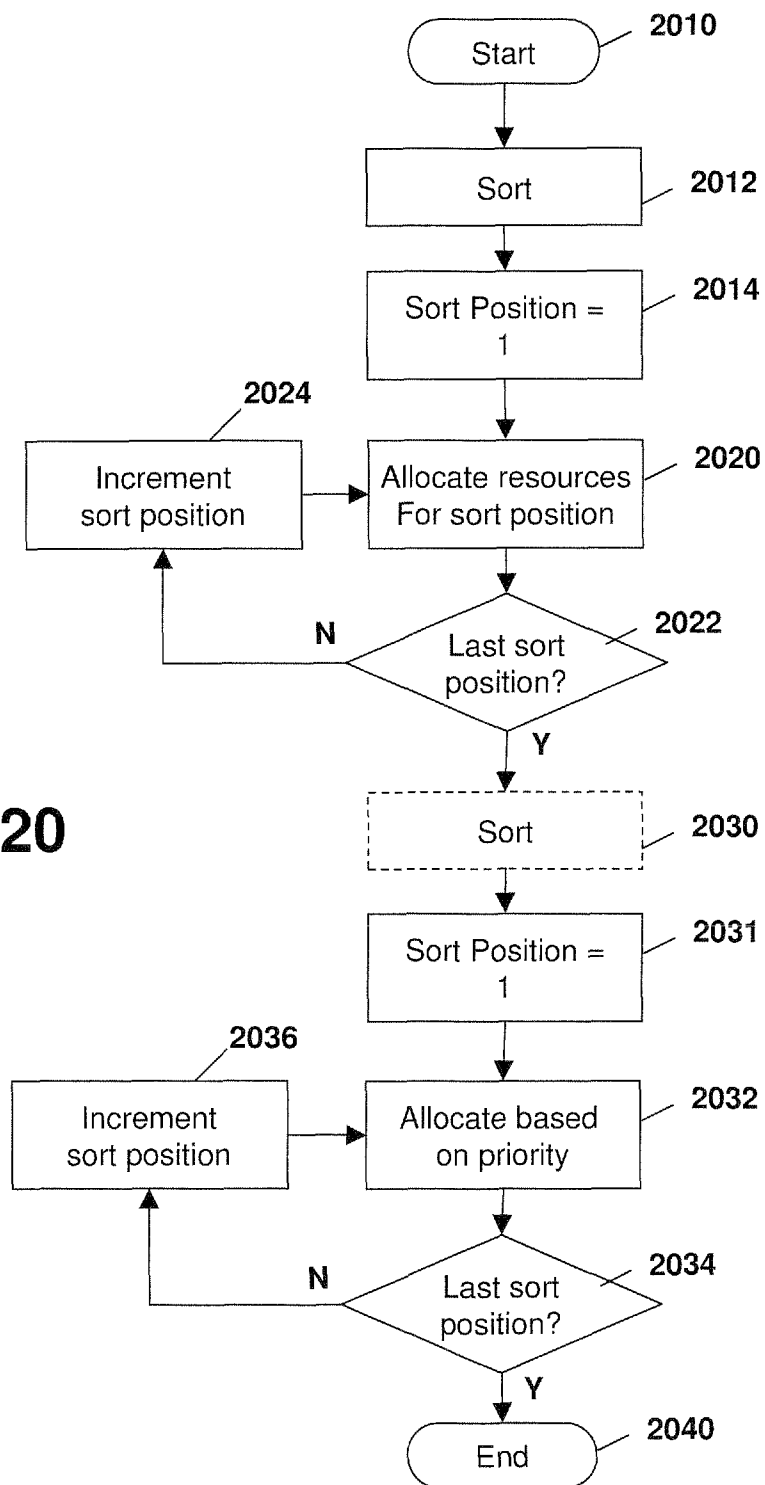 Start
2010
Sort
2012
Sort Position =
1
2014
2024
Increment
sort position
Allocate resources
For sort position
2020
N
Last sort
position?
2022
Y
20
Sort
2030
Sort Position =
1
2031
2036
Increment
sort position
Allocate based
on priority
2032
N
Last sort
position?
2034
Y
End
2040